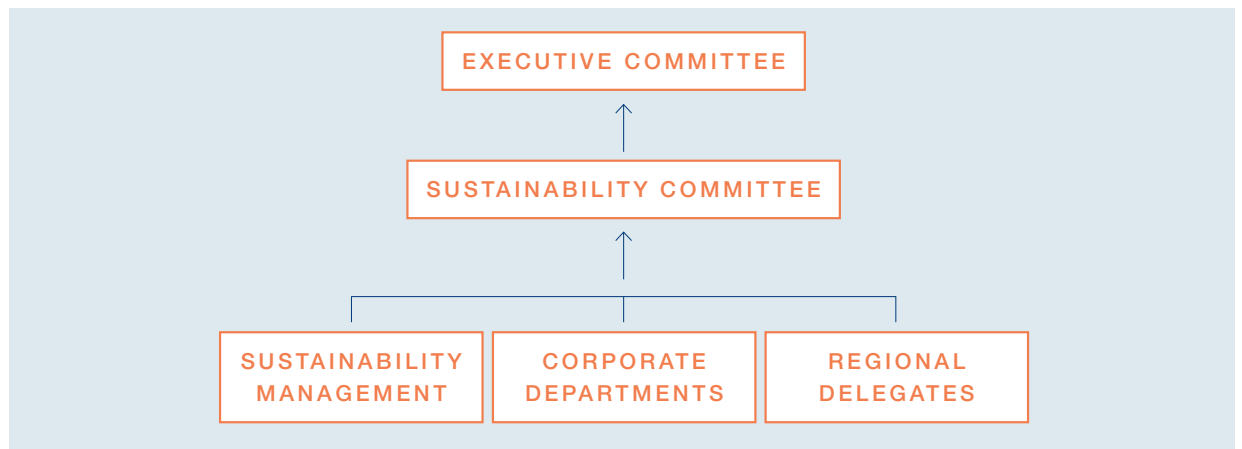 EXECUTIVE COMMITTEE
SUSTAINABILITY COMMITTEE
SUSTAINABILITY
MANAGEMENT
CORPORATE
DEPARTMENTS
REGIONAL
DELEGATES